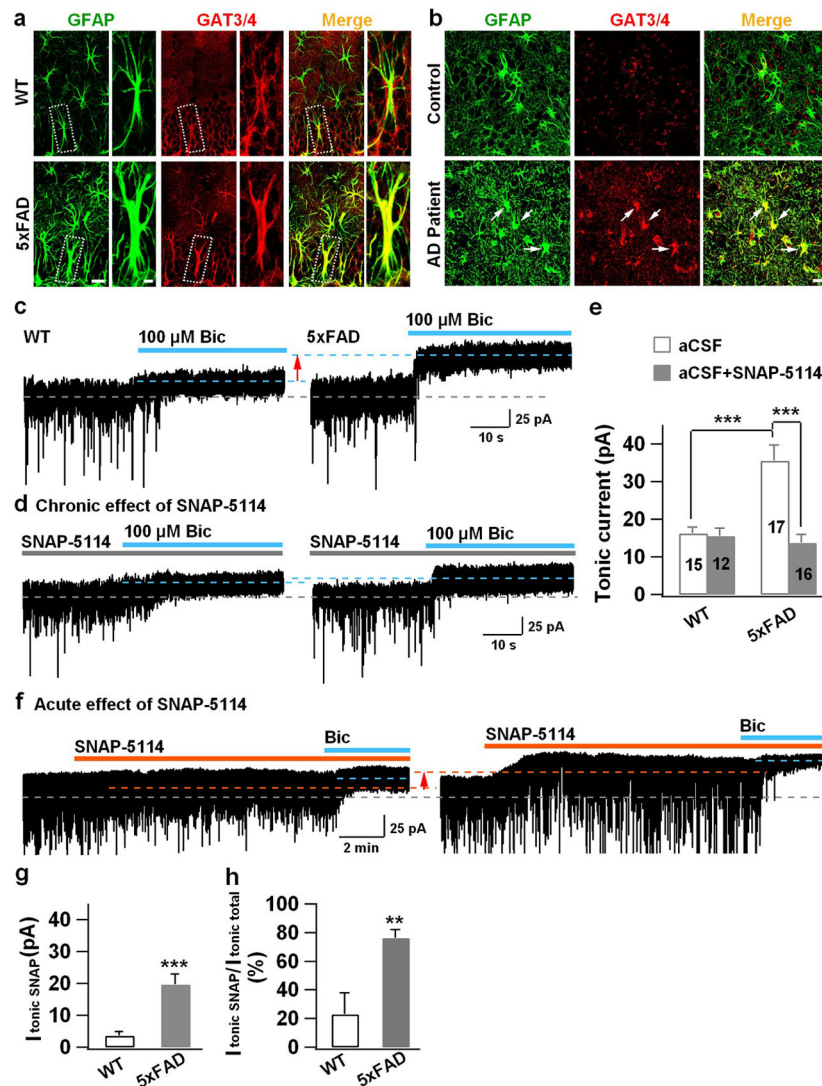 a
GFAP
GAT3/4
Merge
WT
5xFAD
b
GFAP
GAT3/4
Merge
Control
AD Patient
c
WT
100 µM Bic
5xFAD
100 µM Bic
25 pA
10 s
d Chronic effect of SNAP-5114
SNAP-5114
100 µM Bic
SNAP-5114
100 µM Bic
25 pA
10 s
e
aCSF
aCSF+SNAP-5114
Tonic current (pA)
40
30
20
10
0
***
***
15
12
17
16
WT
5xFAD
f Acute effect of SNAP-5114
SNAP-5114
Bic
SNAP-5114
Bic
25 pA
2 min
g
I tonic SNAP (pA)
40
30
20
10
0
***
WT
5xFAD
h
I tonic SNAP/I tonic total
(%)
100
80
60
40
20
0
**
WT
5xFAD